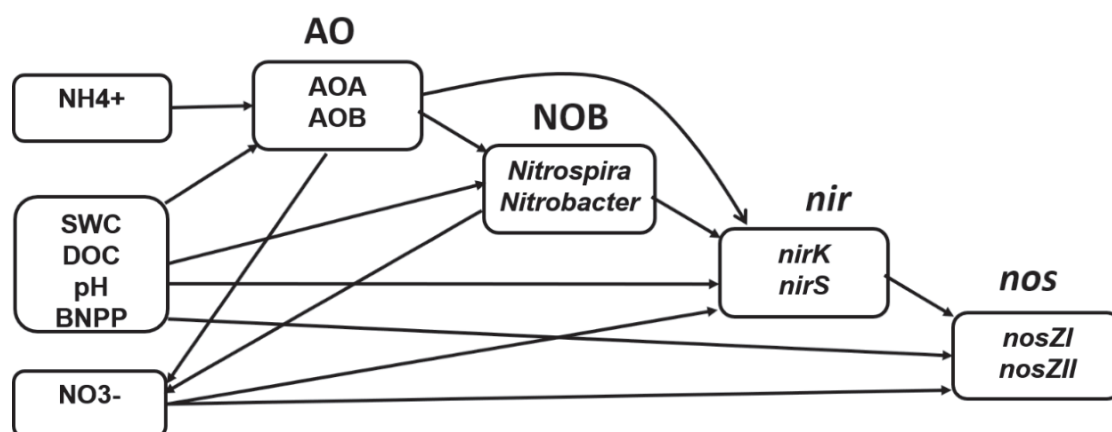 AO
NH4+
AOA
AOB
NOB
Nitrospira
Nitrobacter
SWC
DOC
pH
BNPP
nir
nirK
nirS
nos
nosZI
nosZII
NO3-